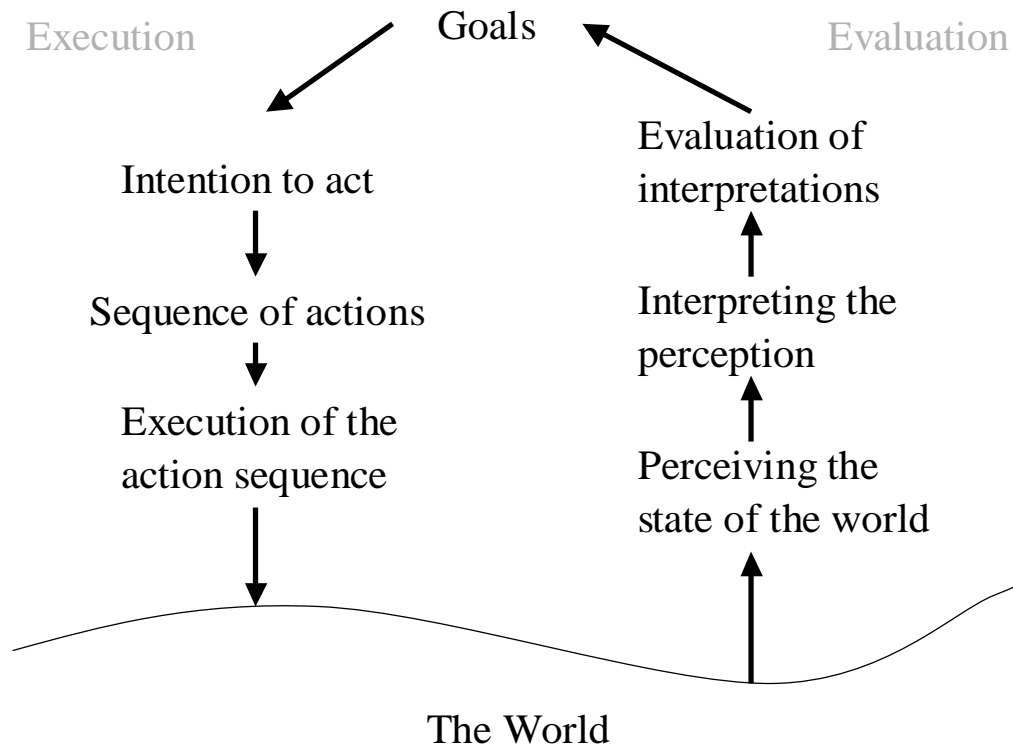 Execution
Goals
Evaluation
Intention to act
Sequence of actions
Execution of the
action sequence
Evaluation of
interpretations
Interpreting the
perception
Perceiving the
state of the world
The World